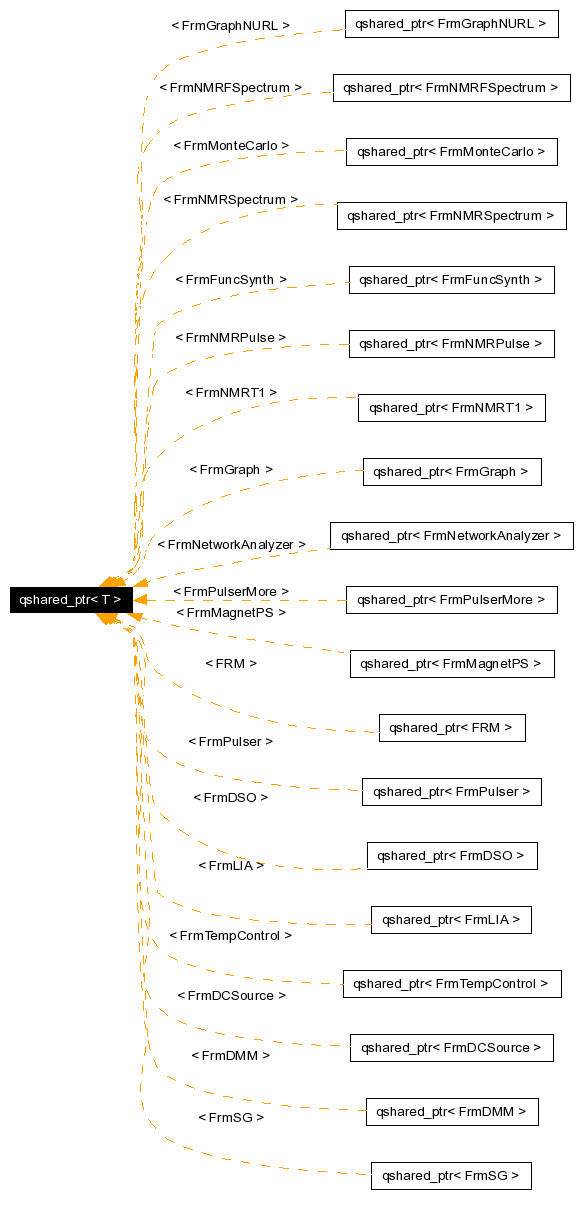 < FrmGraphNURL >
qshared_ptr< FrmGraphNURL >
< FrmNMRFSpectrum >
qshared_ptr< FrmNMRFSpectrum >
< FrmMonteCarlo >
qshared_ptr< FrmMonteCarlo >
< FrmNMRSpectrum >
qshared_ptr< FrmNMRSpectrum >
< FrmFuncSynth >
qshared_ptr< FrmFuncSynth >
< FrmNMRPulse >
qshared_ptr< FrmNMRPulse >
< FrmNMRT1 >
qshared_ptr< FrmNMRT1 >
< FrmGraph >
qshared_ptr< FrmGraph >
< FrmNetworkAnalyzer >
qshared_ptr< FrmNetworkAnalyzer >
qshared_ptr< T >
< FrmPulserMore >
qshared_ptr< FrmPulserMore >
< FrmMagnetPS >
qshared_ptr< FrmMagnetPS >
< FRM >
qshared_ptr< FRM >
< FrmPulser >
qshared_ptr< FrmPulser >
< FrmDSO >
qshared_ptr< FrmDSO >
< FrmLIA >
qshared_ptr< FrmLIA >
< FrmTempControl >
qshared_ptr< FrmTempControl >
< FrmDCSource >
qshared_ptr< FrmDCSource >
< FrmDMM >
qshared_ptr< FrmDMM >
< FrmSG >
qshared_ptr< FrmSG >